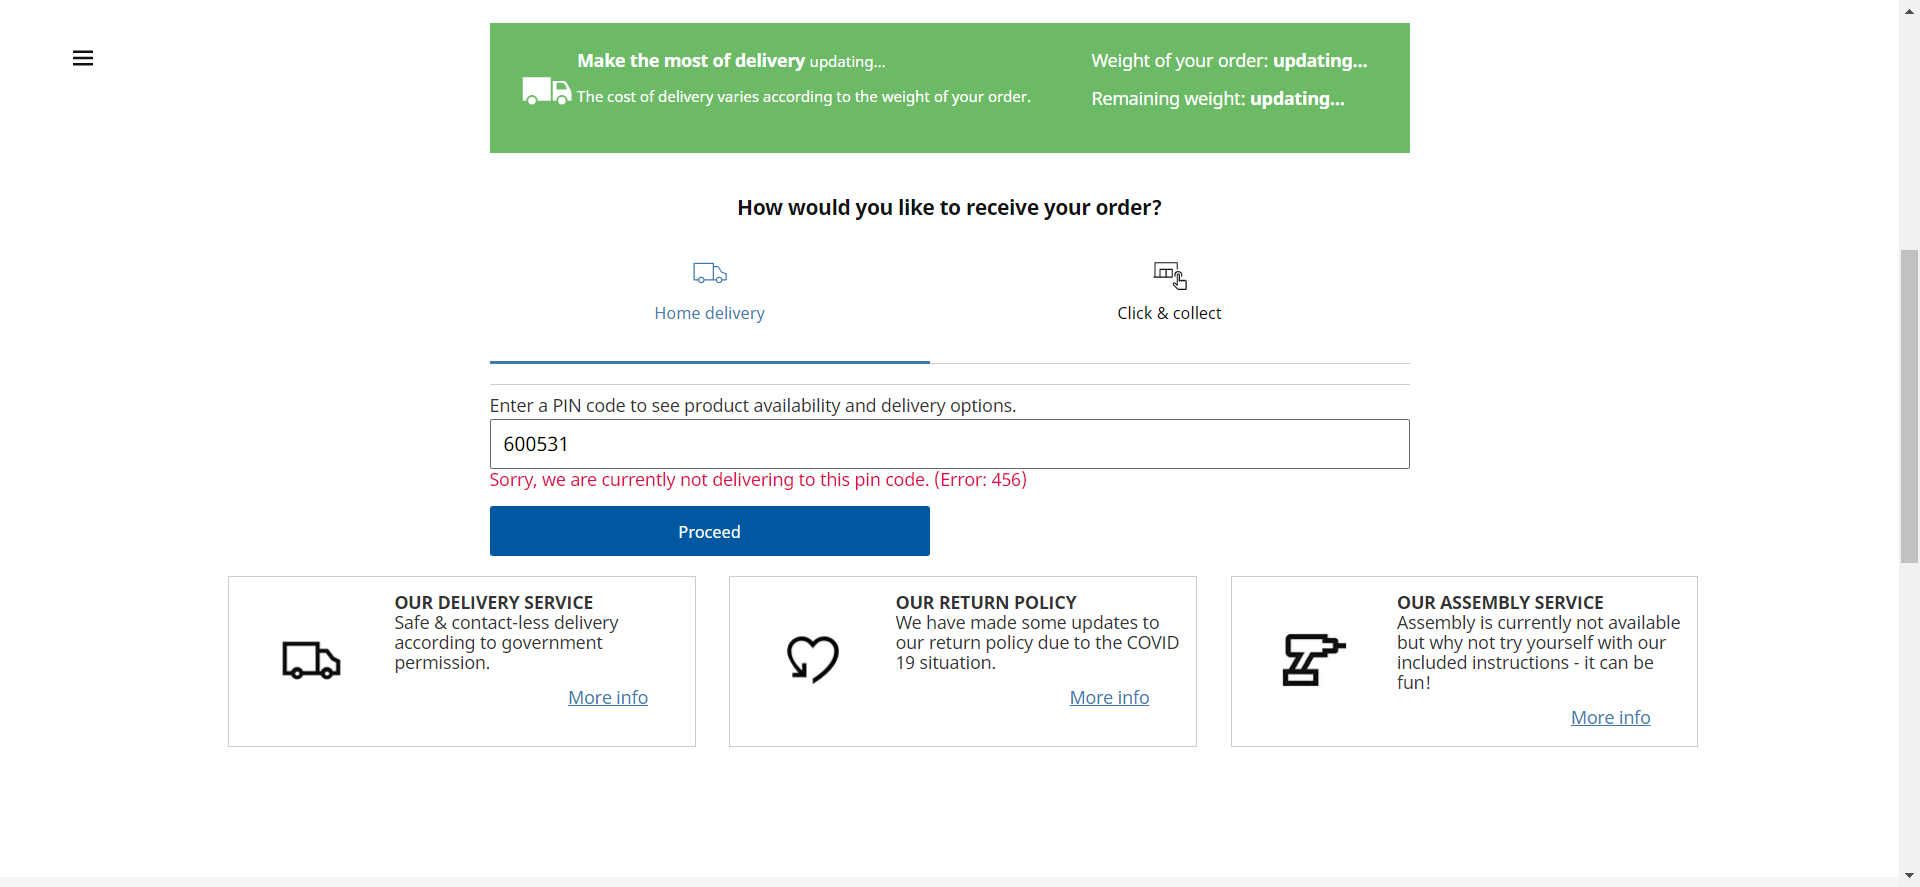 Make the most of delivery updating...
The cost of delivery varies according to the weight of your order.
Weight of your order: updating...
Remaining weight: updating...
How would you like to receive your order?
Home delivery
Click & collect
Enter a PIN code to see product availability and delivery options.
600531
Sorry, we are currently not delivering to this pin code. (Error: 456)
Proceed
OUR DELIVERY SERVICE
Safe & contact-less delivery
according to government
permission.
More info
OUR RETURN POLICY
We have made some updates to
our return policy due to the COVID
19 situation.
More info
OUR ASSEMBLY SERVICE
Assembly is currently not available
but why not try yourself with our
included instructions - it can be
fun!
More info